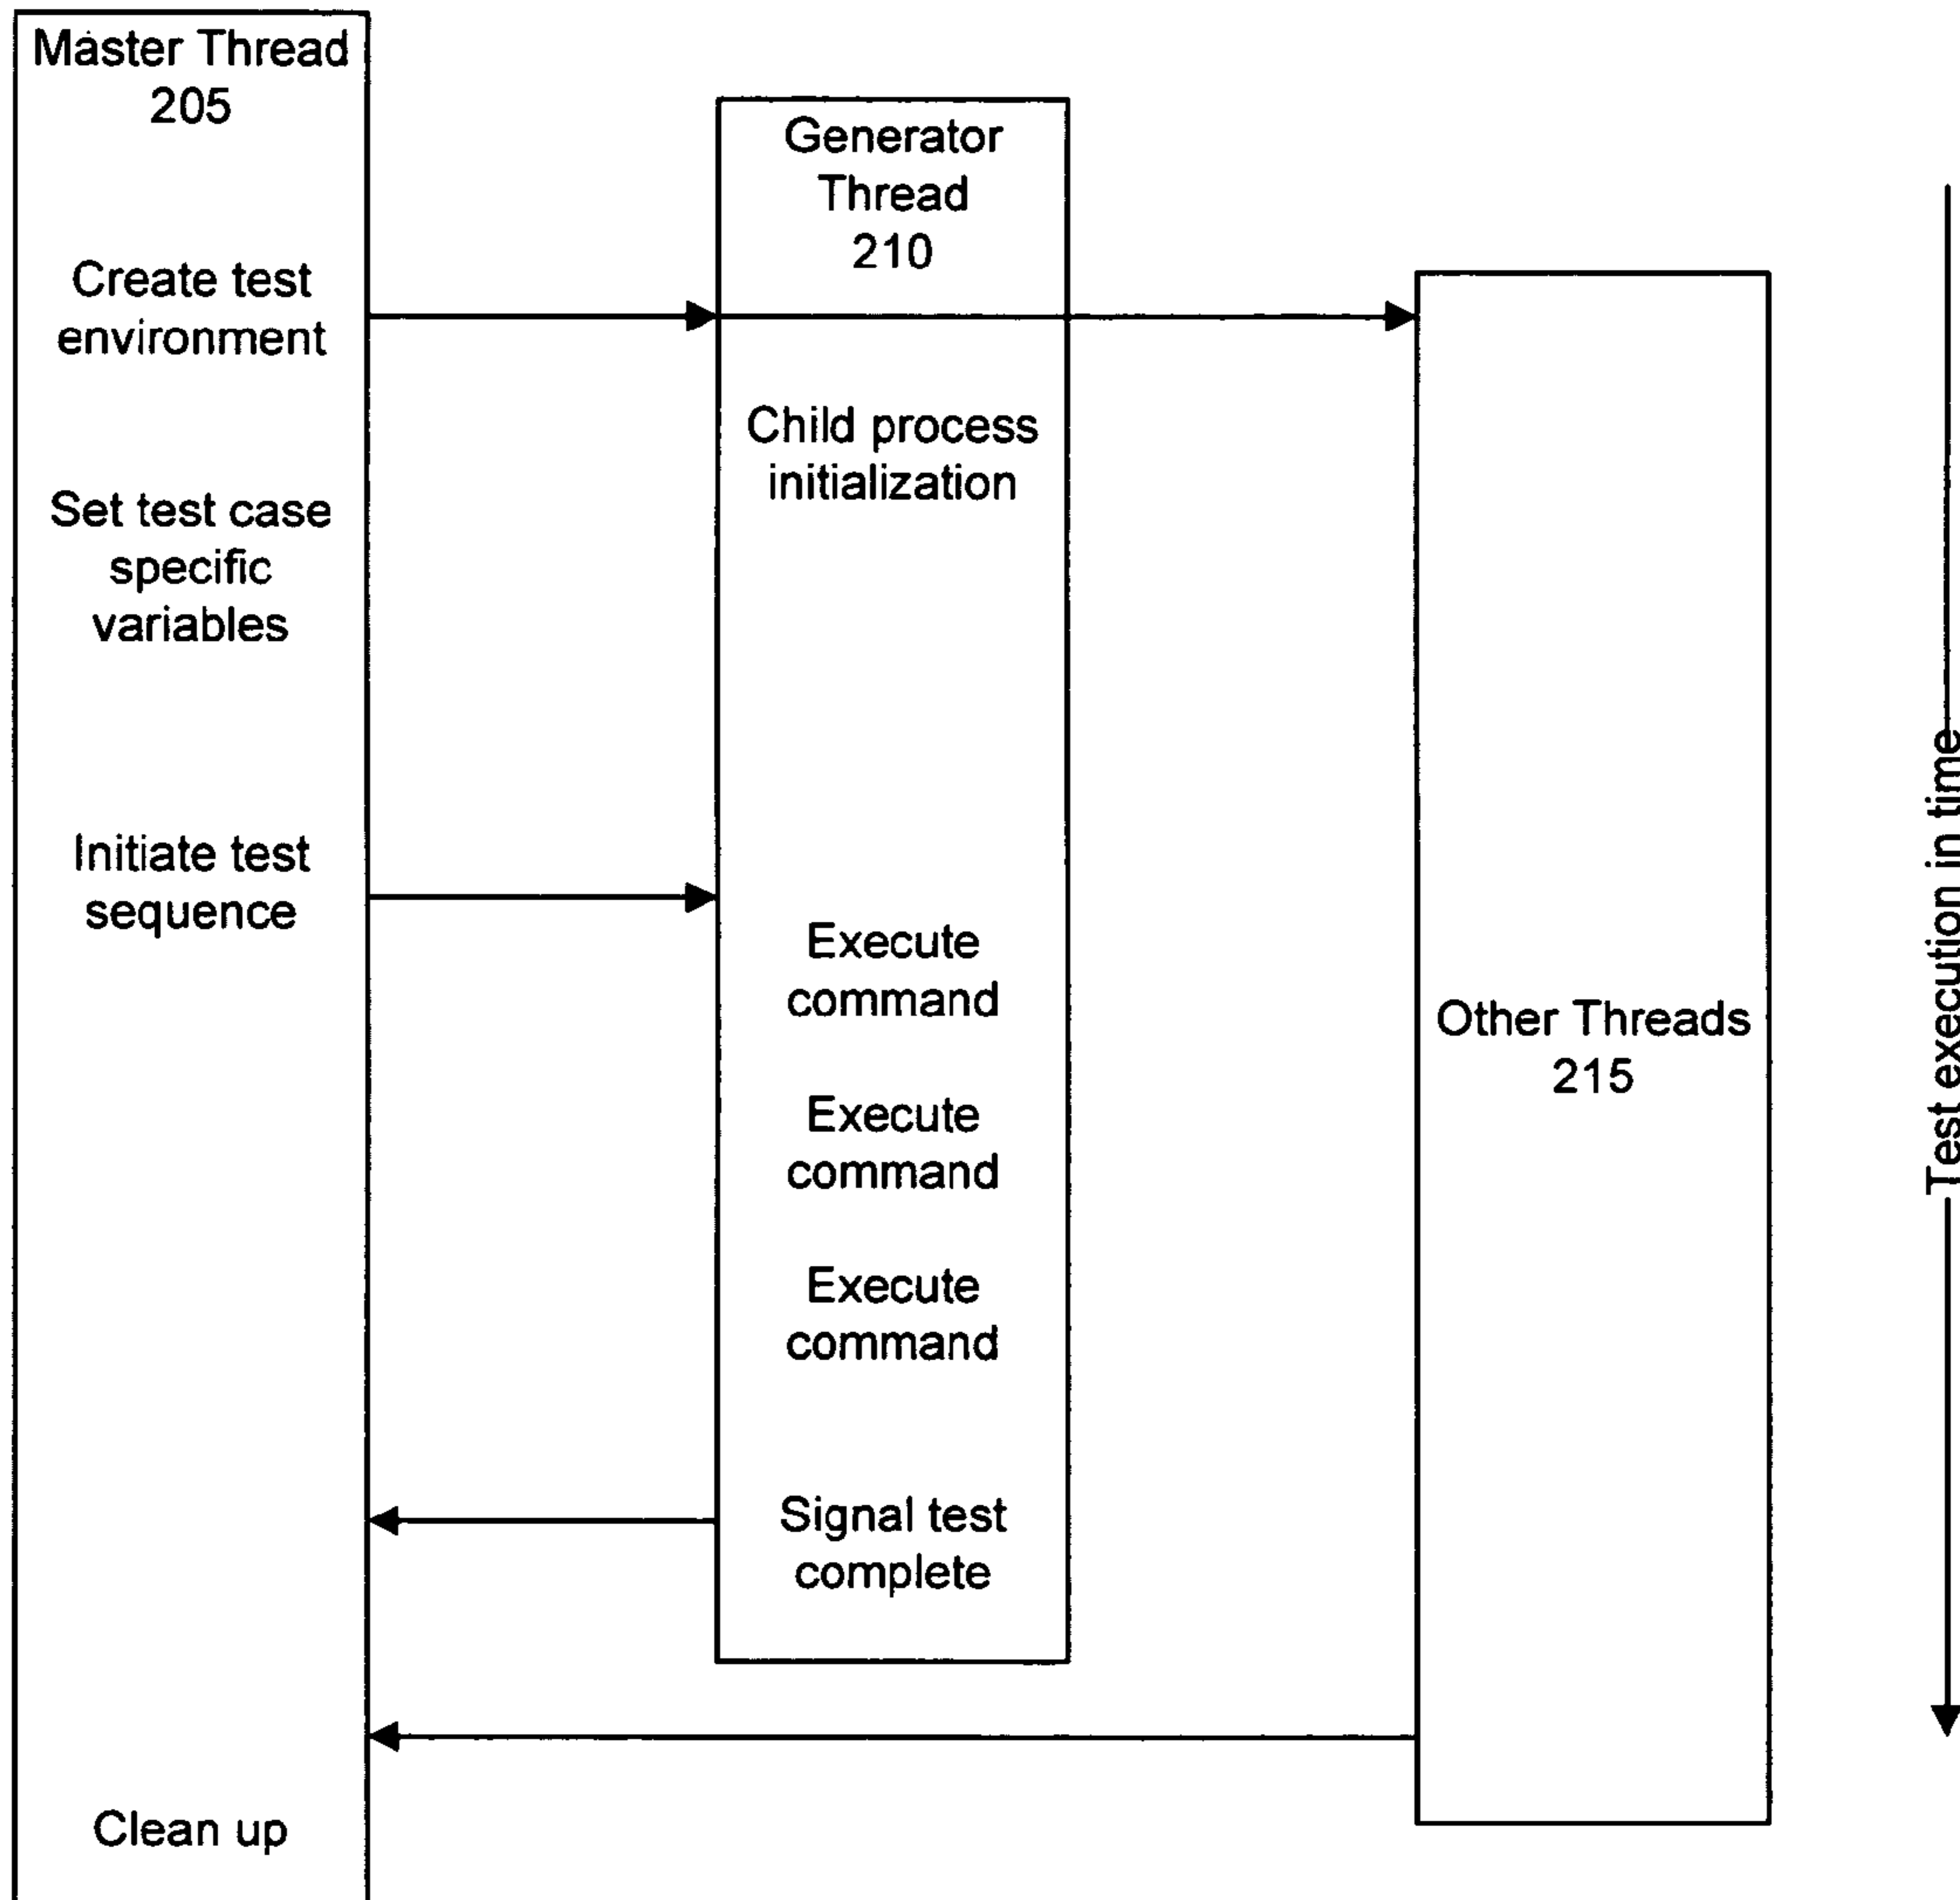 Master Thread
205
Create test
environment
Set test case
specific
variables
Initiate test
sequence
Clean up
Generator
Thread
210
Child process
initialization
Execute
command
Execute
command
Execute
command
Signal test
complete
Other Threads
215
Test execution in time